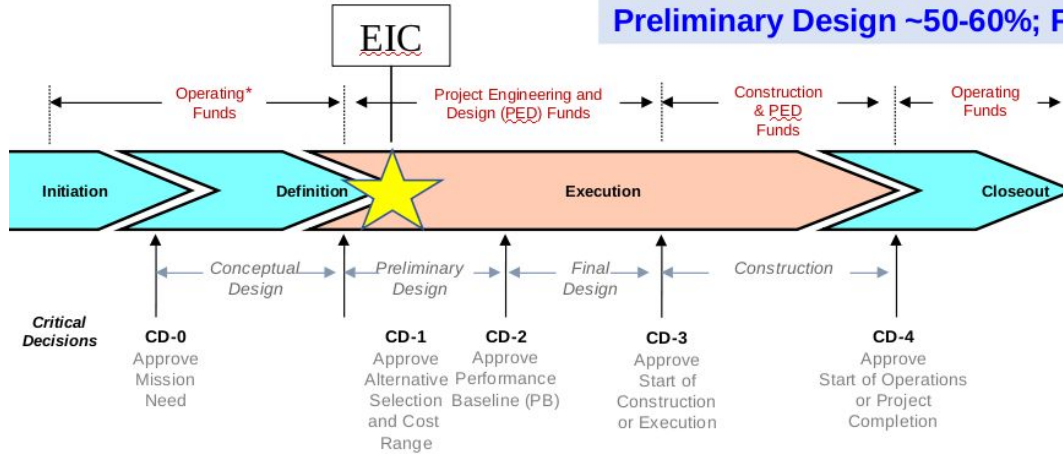 Preliminary Design ~50-60%;
EIC
Operating*
Funds
Project Engineering and
Design (PED) Funds
Construction
& PED
Funds
Operating
Funds
Initiation
Definition
Execution
Closeout
Conceptual
Design
Preliminary
Design
Final
Design
Construction
Critical
Decisions
CD-0
Approve
Mission
Need
CD-1
Approve
Alternative
Selection
and Cost
Range
CD-2
Approve
Performance
Baseline (PB)
CD-3
Approve
Start of
Construction
or Execution
CD-4
Approve
Start of Operations
or Project
Completion